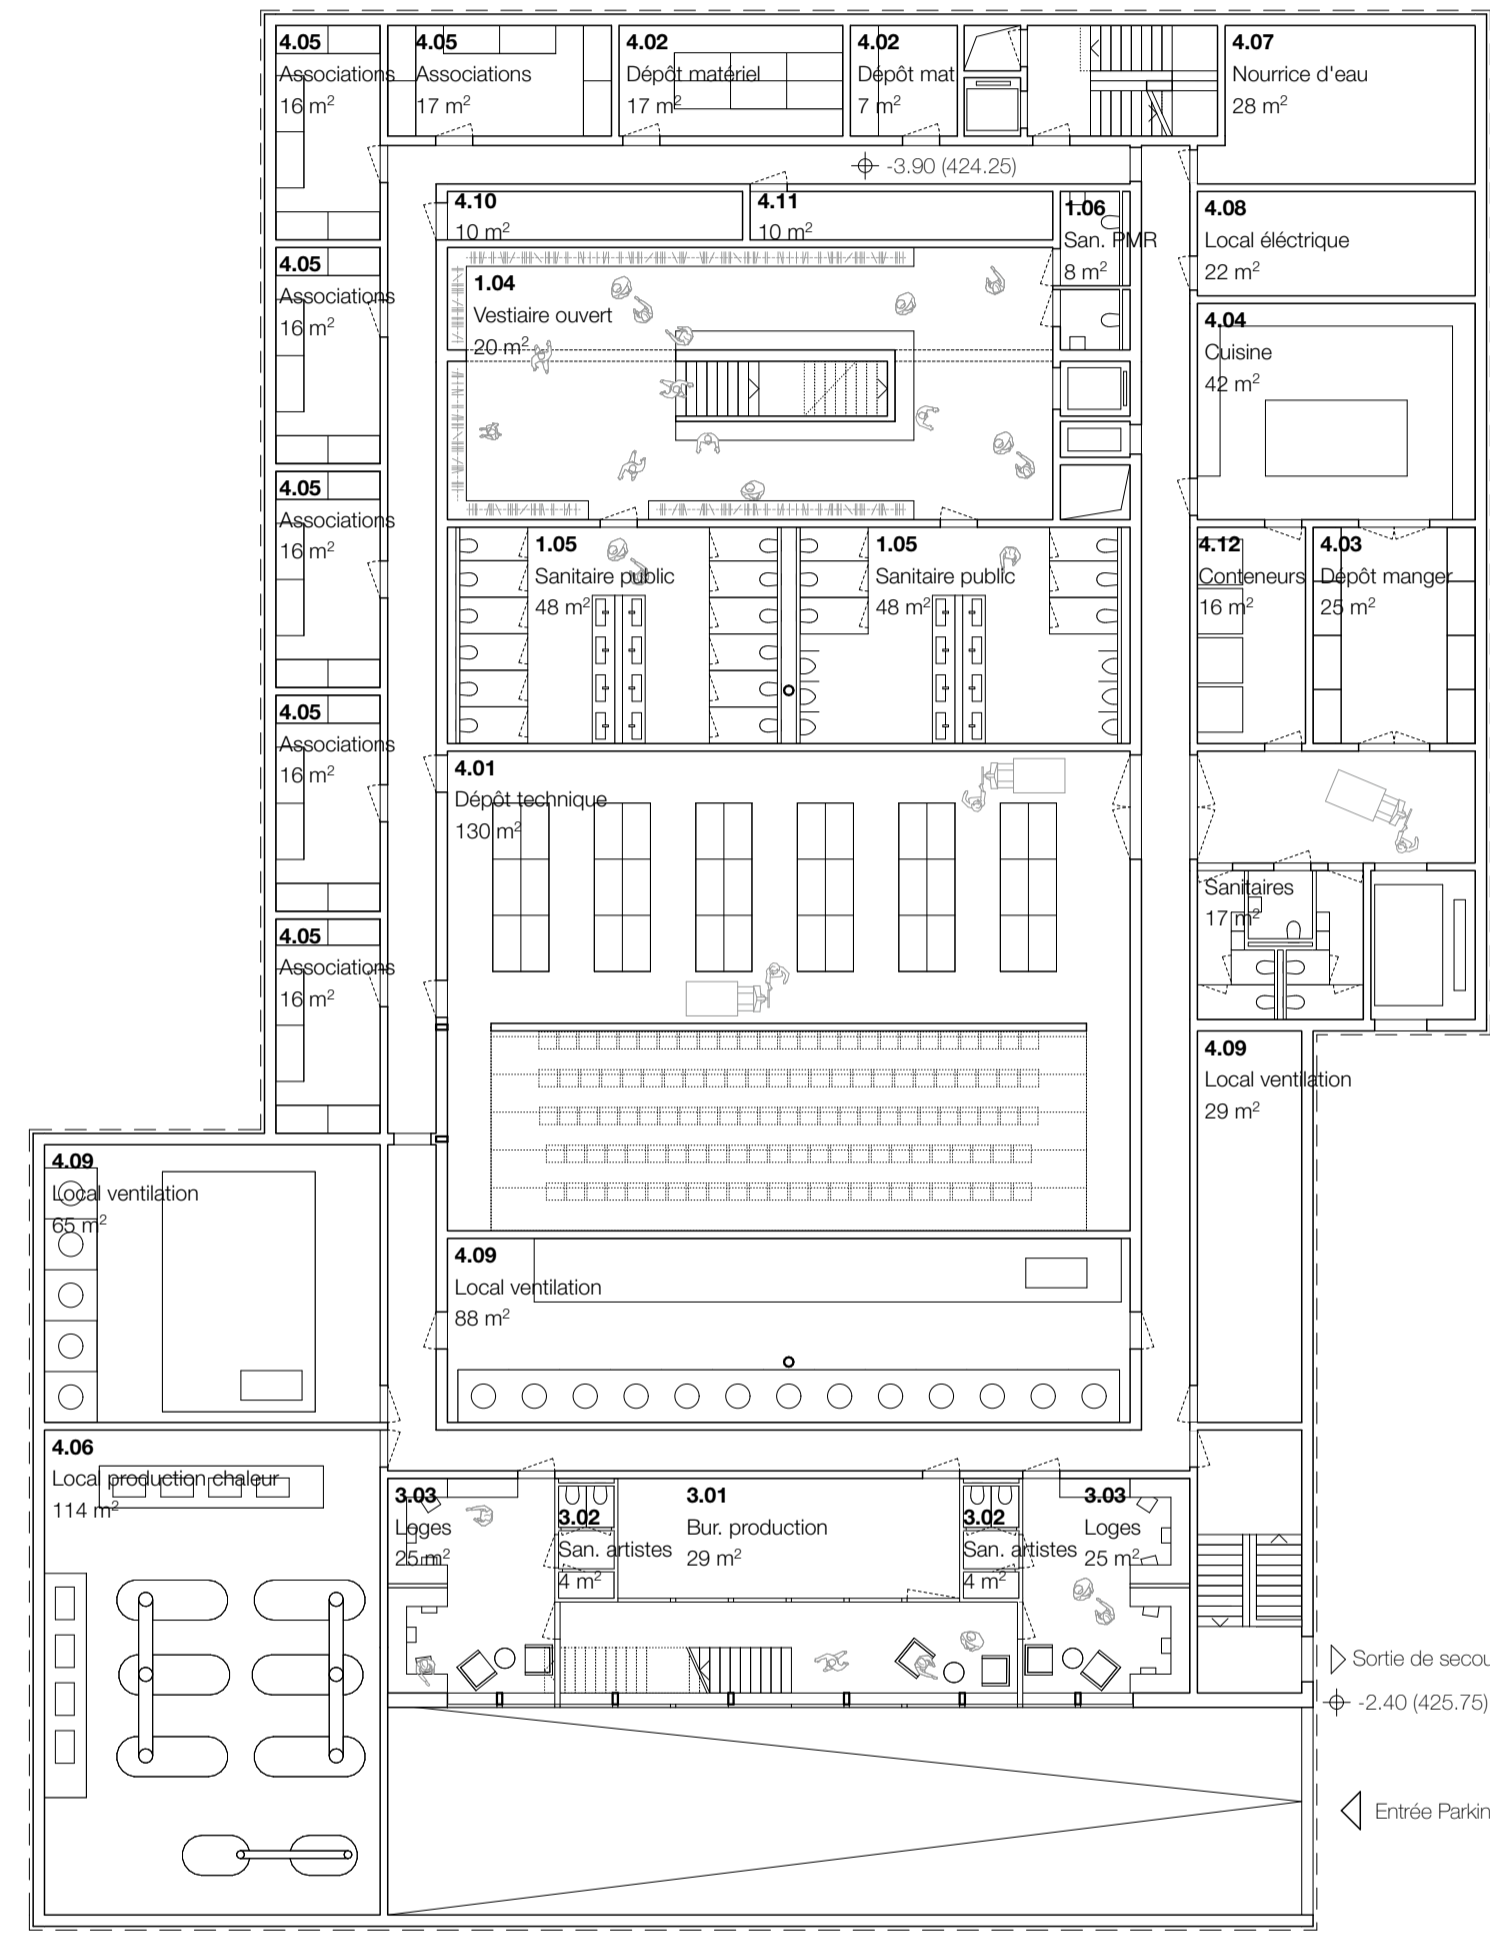 4.05
Associations
16 m²
4.05
Associations
17 m²
4.02
Dépôt matériel
17 m²
4.02
Dépôt mat
7 m²
4.07
Nourrice d'eau
28 m²
-3.90 (424.25)
4.10
10 m²
4.11
10 m²
1.06
San. PMR
8 m²
4.08
Local éléctrique
22 m²
4.05
Associations
16 m²
1.04
Vestiaire ouvert
20 m²
4.04
Cuisine
42 m²
4.05
Associations
16 m²
1.05
Sanitaire public
48 m²
1.05
Sanitaire public
48 m²
4.12
Conteneurs
16 m²
4.03
Dépôt manger
25 m²
4.05
Associations
16 m²
4.01
Dépôt technique
130 m²
Sanitaires
17 m²
4.05
Associations
16 m²
4.09
Local ventilation
29 m²
4.09
Local ventilation
65 m²
4.09
Local ventilation
88 m²
4.06
Local production chaleur
114 m²
3.03
Loges
25 m²
3.02
San. artistes
4 m²
3.01
Bur. production
29 m²
3.02
San. artistes
4 m²
3.03
Loges
25 m²
Sortie de secou
-2.40 (425.75)
Entrée Parkin